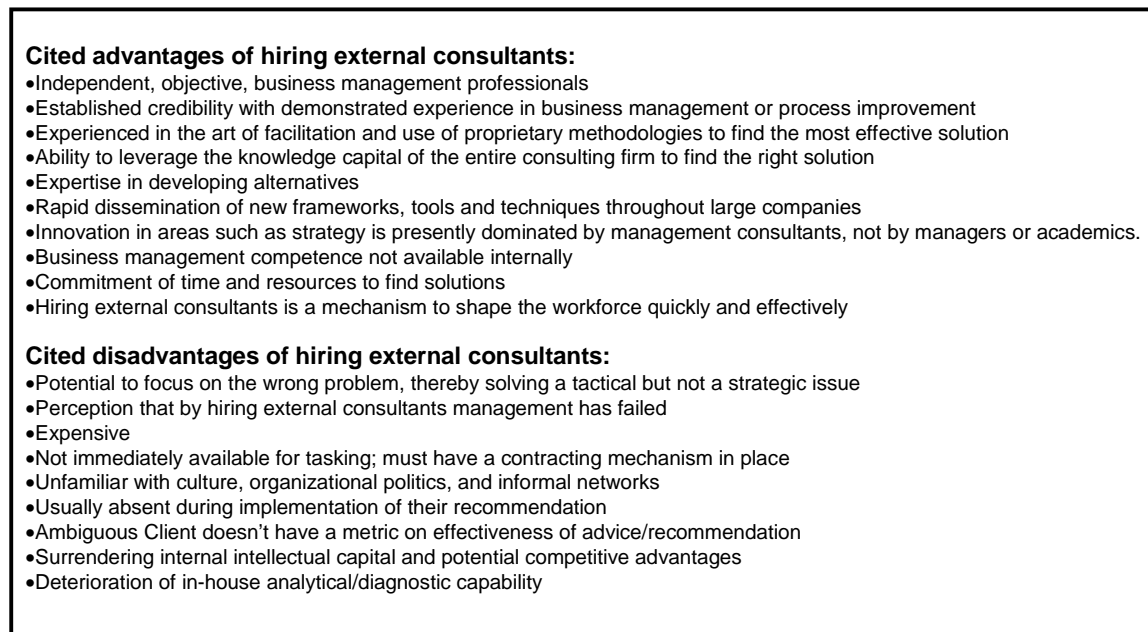 Cited advantages of hiring external consultants:
•Independent, objective, business management professionals
•Established credibility with demonstrated experience in business management or process improvement
•Experienced in the art of facilitation and use of proprietary methodologies to find the most effective solution
•Ability to leverage the knowledge capital of the entire consulting firm to find the right solution
•Expertise in developing alternatives
•Rapid dissemination of new frameworks, tools and techniques throughout large companies
•Innovation in areas such as strategy is presently dominated by management consultants, not by managers or academics.
•Business management competence not available internally
•Commitment of time and resources to find solutions
•Hiring external consultants is a mechanism to shape the workforce quickly and effectively
Cited disadvantages of hiring external consultants:
•Potential to focus on the wrong problem, thereby solving a tactical but not a strategic issue
•Perception that by hiring external consultants management has failed
•Expensive
•Not immediately available for tasking; must have a contracting mechanism in place
•Unfamiliar with culture, organizational politics, and informal networks
•Usually absent during implementation of their recommendation
•Ambiguous Client doesn’t have a metric on effectiveness of advice/recommendation
•Surrendering internal intellectual capital and potential competitive advantages
•Deterioration of in-house analytical/diagnostic capability